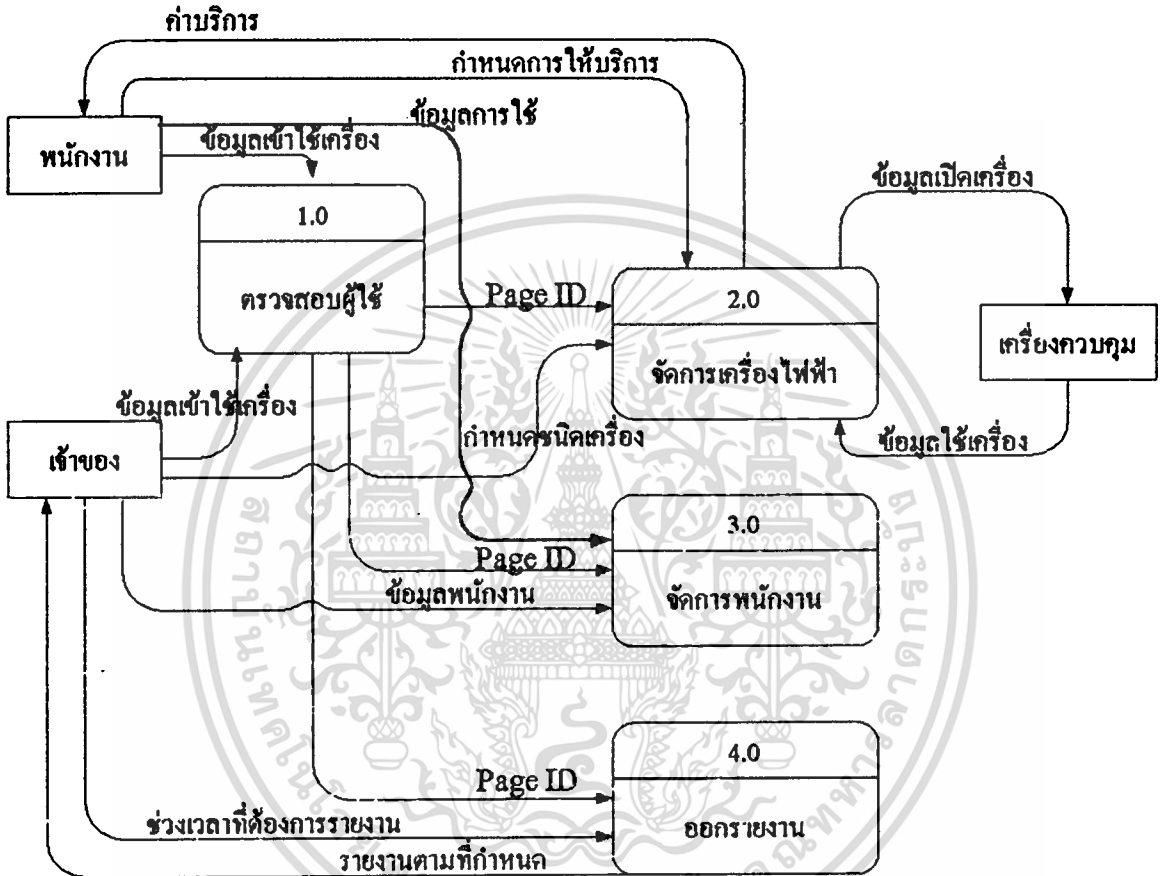 ค่าบริการ
กำหนดการให้บริการ
ข้อมูลการใช้
พนักงาน
ข้อมูลเข้าใช้เครื่อง
ข้อมูลเปิดเครื่อง
1.0
ตรวจสอบผู้ใช้
Page ID
2.0
จัดการเครื่องไฟฟ้า
เครื่องควบคุม
ข้อมูลเข้าใช้เครื่อง
เจ้าของ
กำหนดชนิดเครื่อง
ข้อมูลใช้เครื่อง
3.0
Page ID
จัดการพนักงาน
ข้อมูลพนักงาน
4.0
Page ID
ออกรายงาน
ช่วงเวลาที่ต้องการรายงาน
รายงานตามที่กำหนด